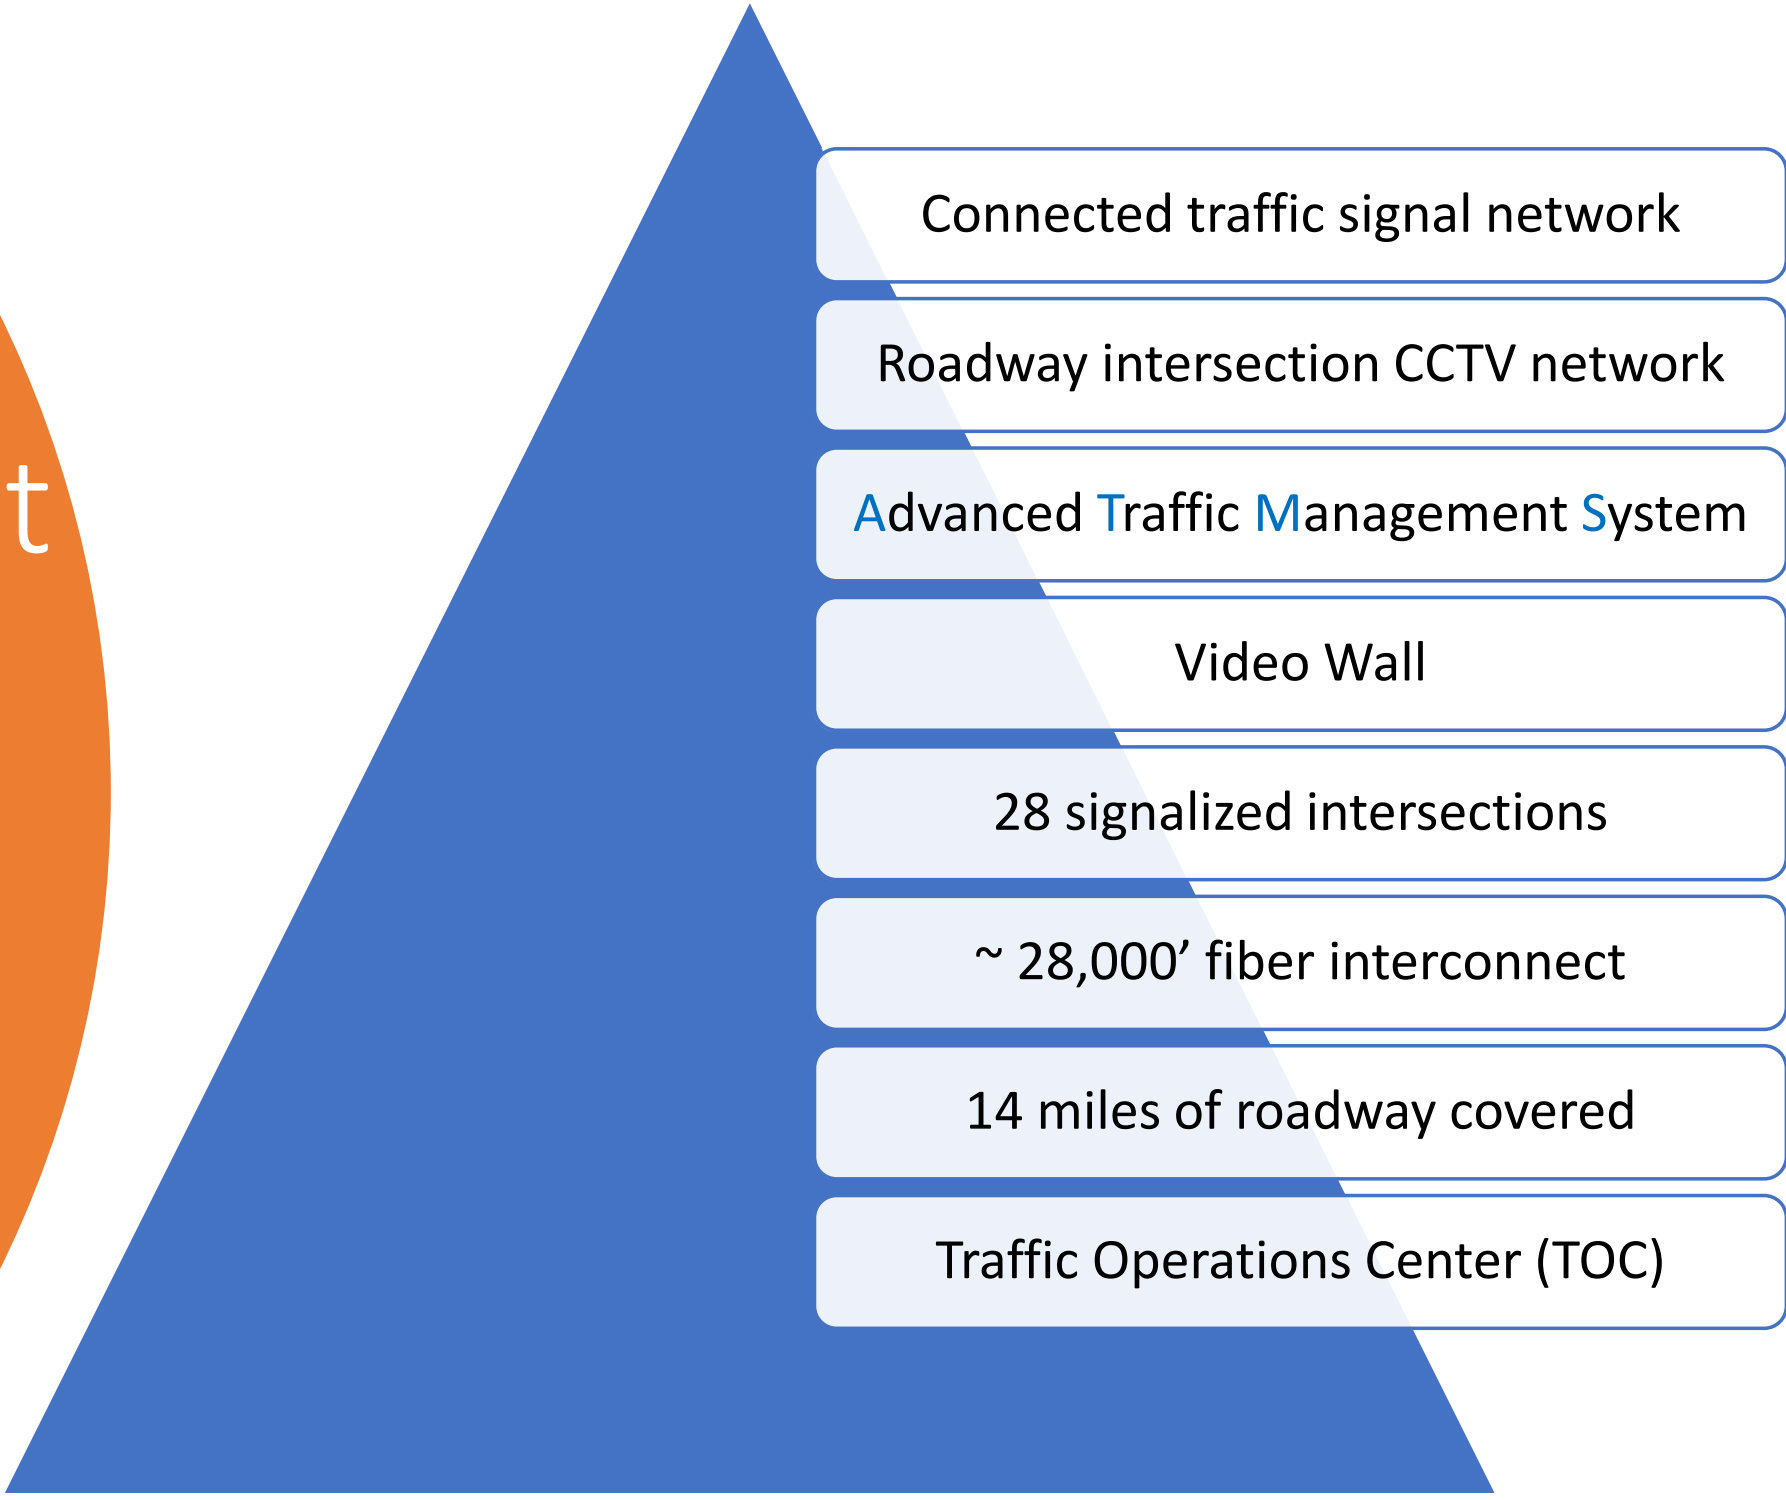 t
Connected traffic signal network
Roadway intersection CCTV network
Advanced Traffic Management System
Video Wall
28 signalized intersections
~ 28,000’ fiber interconnect
14 miles of roadway covered
Traffic Operations Center (TOC)